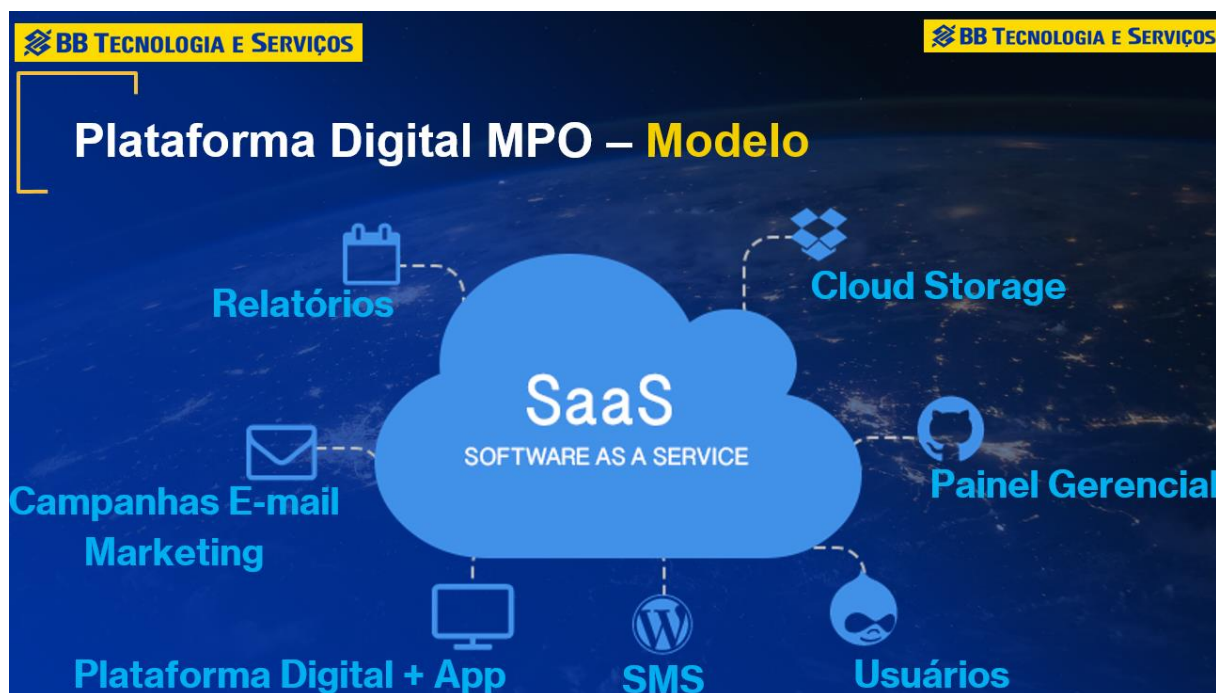 BB TECNOLOGIA E SERVIÇOS
BB TECNOLOGIA E SERVIÇOS
Plataforma Digital MPO – Modelo
Relatórios
Cloud Storage
SaaS
SOFTWARE AS A SERVICE
Campanhas E-mail
Marketing
Painel Gerencial
Plataforma Digital + App
SMS
Usuários